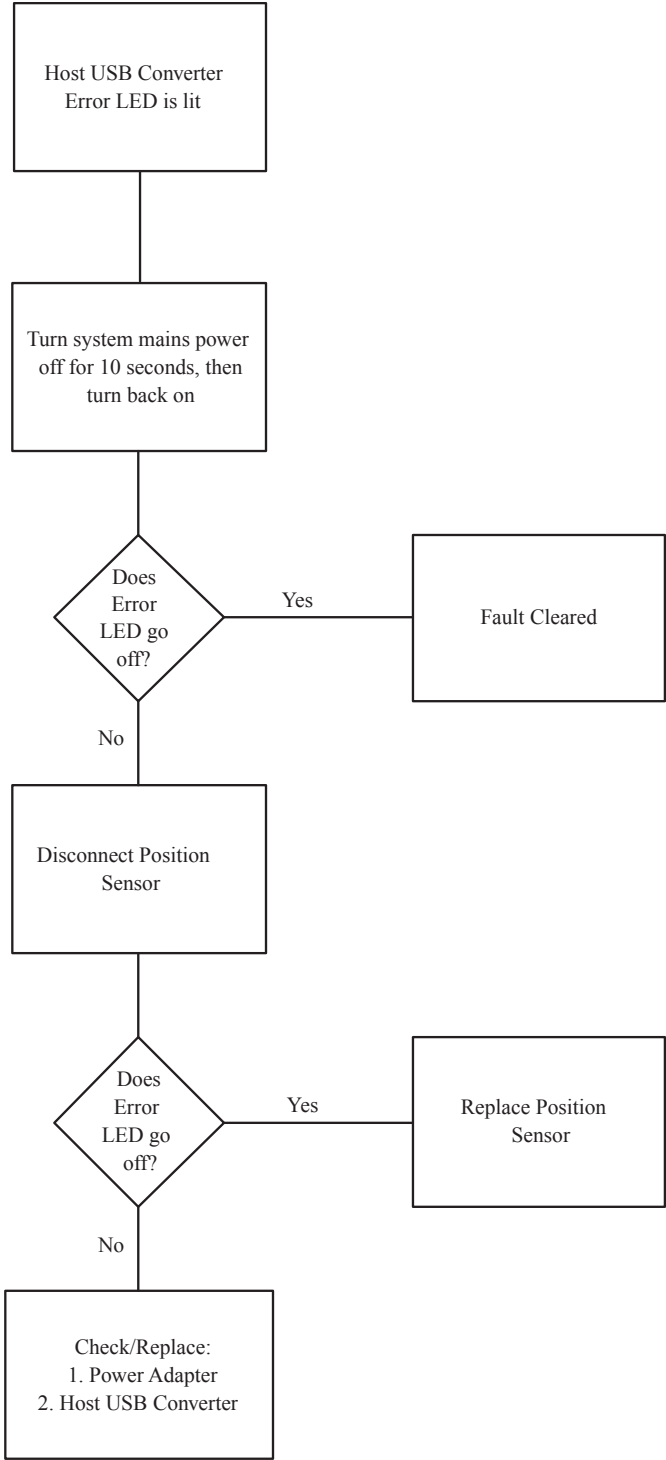 Host USB Converter
Error LED is lit
Turn system mains power
off for 10 seconds, then
turn back on
Does
Error
LED go
off?
Yes
Fault Cleared
No
Disconnect Position
Sensor
Does
Error
LED go
off?
Yes
Replace Position
Sensor
No
Check/Replace:
1. Power Adapter
2. Host USB Converter